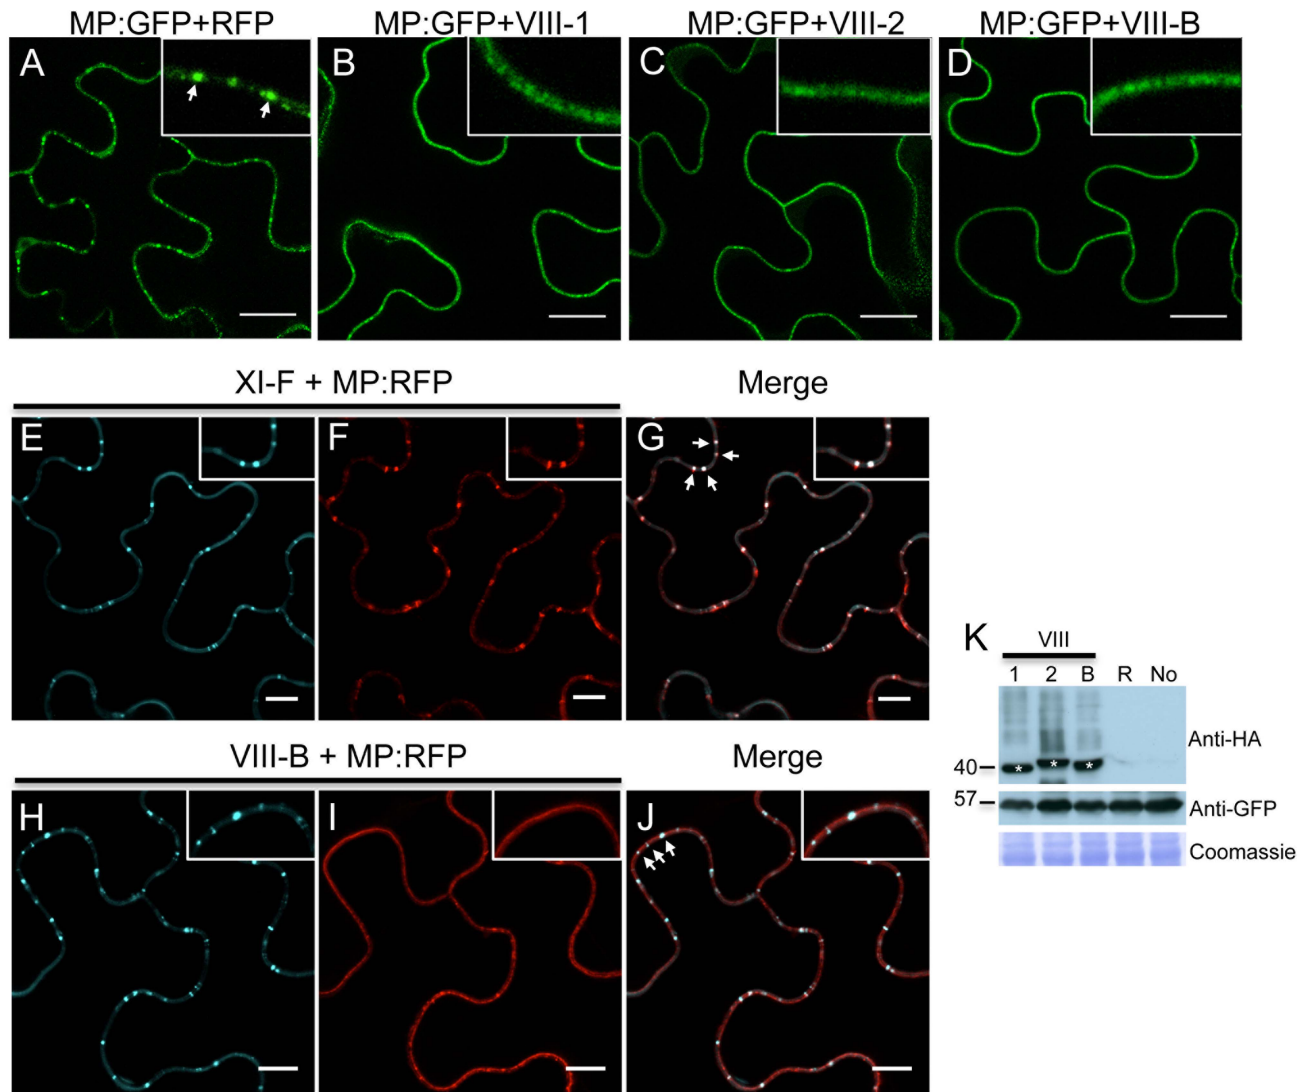 MP:GFP+RFP MP:GFP+VIII-1 MP:GFP+VIII-2 MP:GFP+VIII-B
A B C D
XI-F + MP:RFP Merge
E F G
K VIII
1 2 B R No
Anti-HA
40
57
Anti-GFP
Coomassie
VIII-B + MP:RFP Merge
H I J